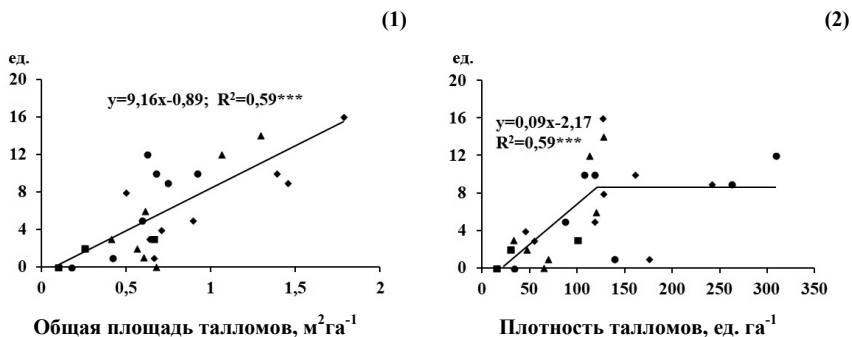 (1)
ед.
20
16
12
8
4
0
y=9,16x-0,89; R²=0,59***
0 0,5 1 1,5 2
Общая площадь талломов, м²га⁻¹
(2)
ед.
20
16
12
8
4
0
y=0,09x-2,17
R²=0,59***
0 50 100 150 200 250 300 350
Плотность талломов, ед. га⁻¹